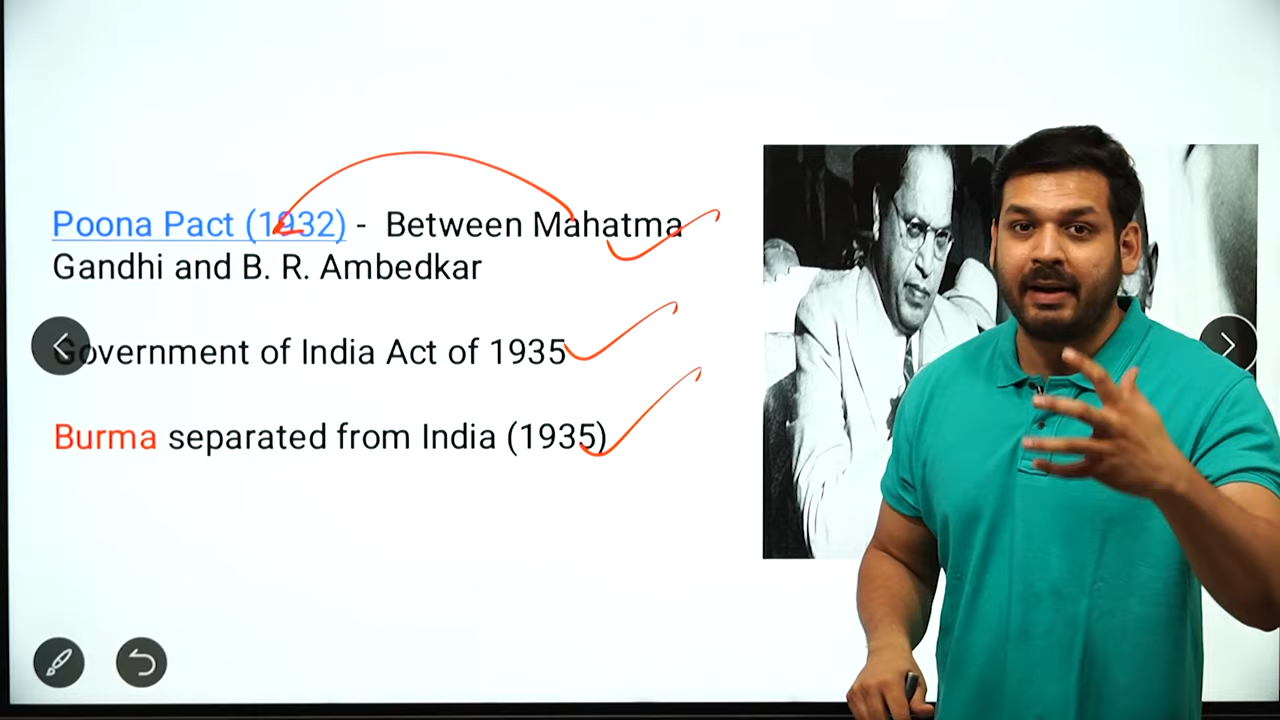 Poona Pact (1932) - Between Mahatma
Gandhi and B. R. Ambedkar
Government of India Act of 1935
Burma separated from India (1935)